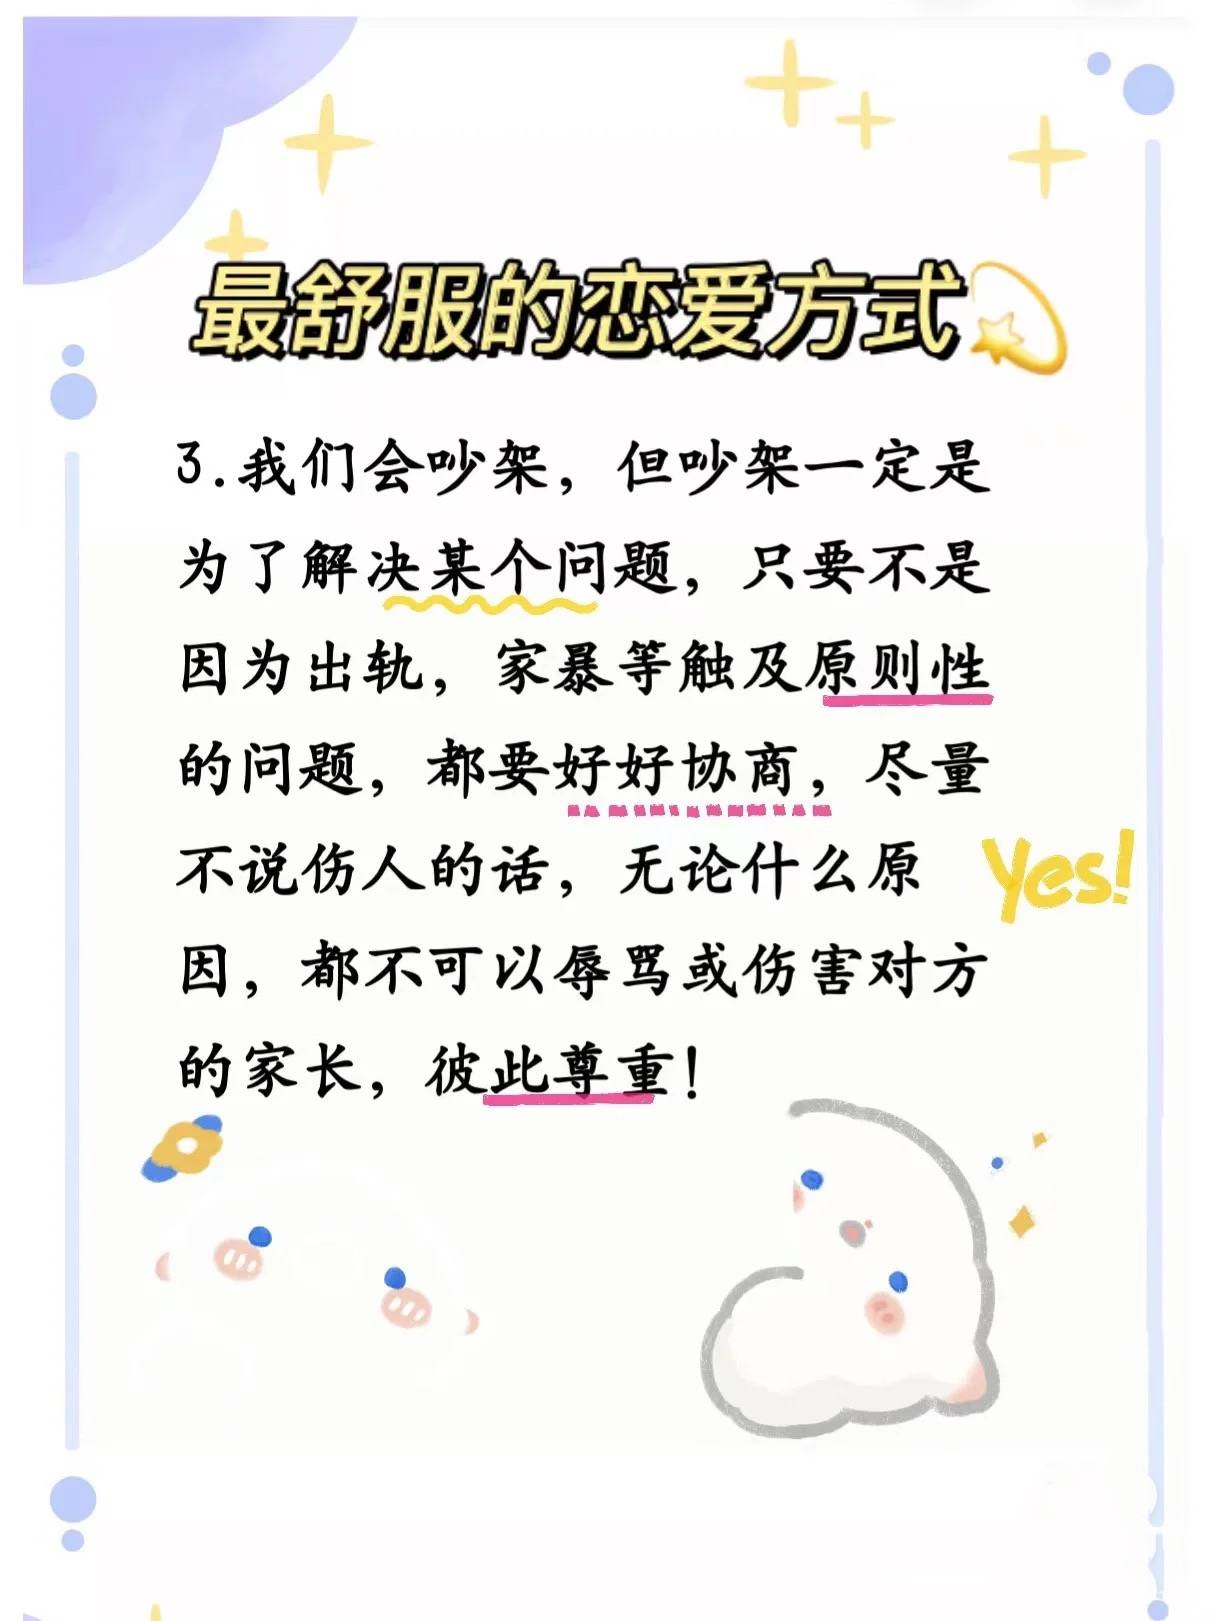 最舒服的恋爱方式
3.我们会吵架，但吵架一定是
为了解决某个问题，只要不是
因为出轨，家暴等触及原则性
的问题，都要好好协商，尽量
不说伤人的话，无论什么原
Yes!
因，都不可以辱骂或伤害对方
的家长，彼此尊重！